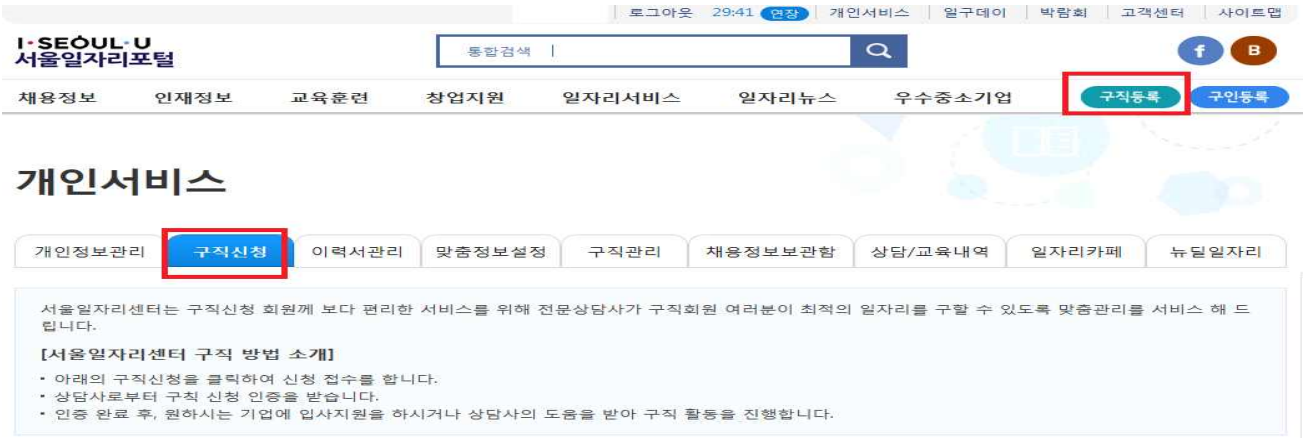 로그아웃 29:41 연장 개인서비스 일구데이 박람회 고객센터 사이트맵
I·SEOUL·U
서울일자리포털
통합검색
f B
채용정보 인재정보 교육훈련 창업지원 일자리서비스 일자리뉴스 우수중소기업 구직등록 구인등록
개인서비스
개인정보관리 구직신청 이력서관리 맞춤정보설정 구직관리 채용정보보관함 상담/교육내역 일자리카페 뉴딜일자리
서울일자리센터는 구직신청 회원께 보다 편리한 서비스를 위해 전문상담사가 구직회원 여러분이 최적의 일자리를 구할 수 있도록 맞춤관리를 서비스 해 드
립니다.
[서울일자리센터 구직 방법 소개]
• 아래의 구직신청을 클릭하여 신청 접수를 합니다.
• 상담사로부터 구직 신청 인증을 받습니다.
• 인증 완료 후, 원하시는 기업에 입사지원을 하시거나 상담사의 도움을 받아 구직 활동을 진행합니다.